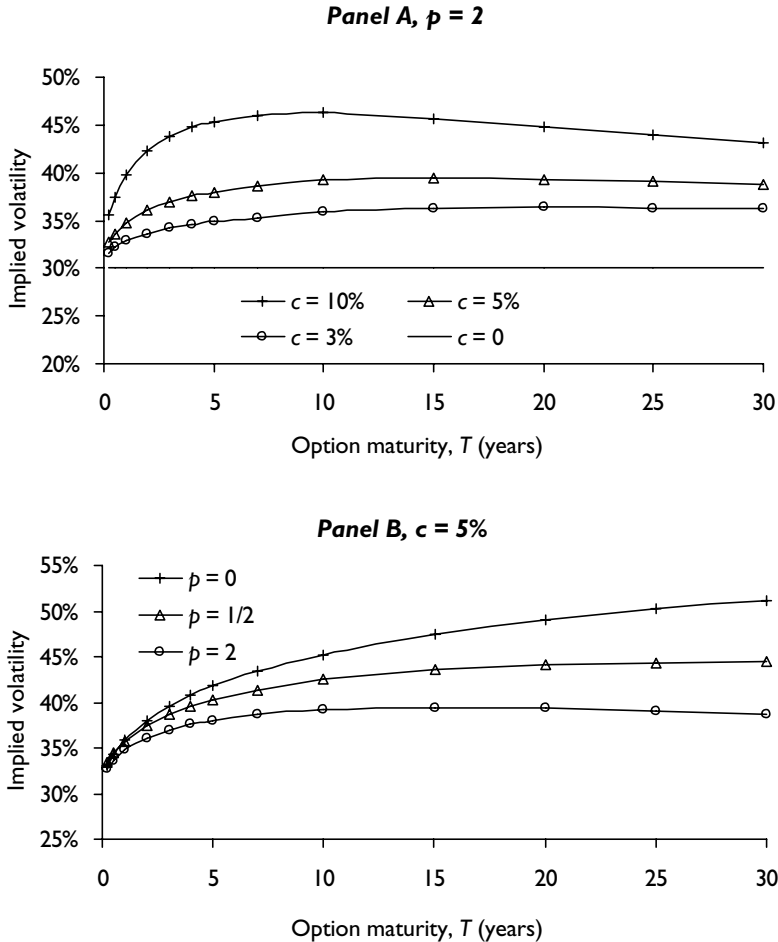 Panel A, p = 2
50%
45%
40%
35%
30%
25%
20%
Implied volatility
c = 10%
c = 5%
c = 3%
c = 0
0 5 10 15 20 25 30
Option maturity, T (years)
Panel B, c = 5%
55%
50%
45%
40%
35%
30%
25%
Implied volatility
p = 0
p = 1/2
p = 2
0 5 10 15 20 25 30
Option maturity, T (years)